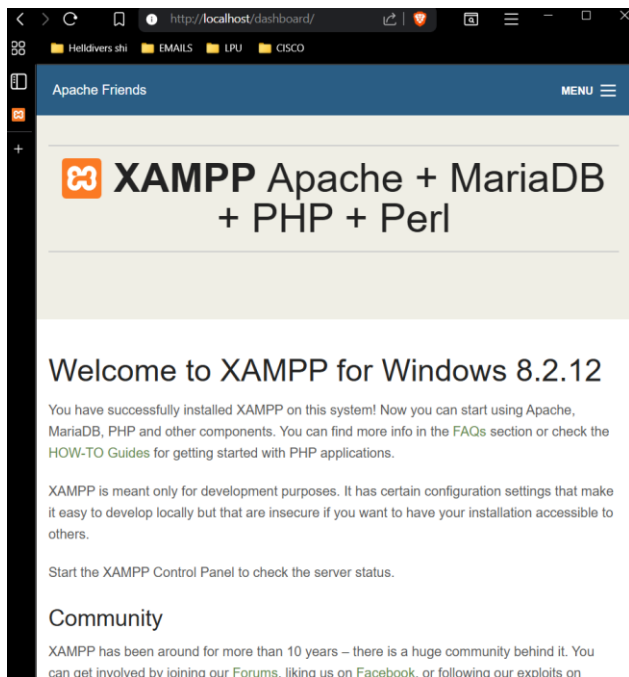 http://localhost/dashboard/
Helldivers shi
EMAILS
LPU
CISCO
Apache Friends
MENU
XAMPP Apache + MariaDB
+ PHP + Perl
Welcome to XAMPP for Windows 8.2.12
You have successfully installed XAMPP on this system! Now you can start using Apache,
MariaDB, PHP and other components. You can find more info in the FAQs section or check the
HOW-TO Guides for getting started with PHP applications.
XAMPP is meant only for development purposes. It has certain configuration settings that make
it easy to develop locally but that are insecure if you want to have your installation accessible to
others.
Start the XAMPP Control Panel to check the server status.
Community
XAMPP has been around for more than 10 years – there is a huge community behind it. You
can get involved by joining our Forums, liking us on Facebook, or following our exploits on